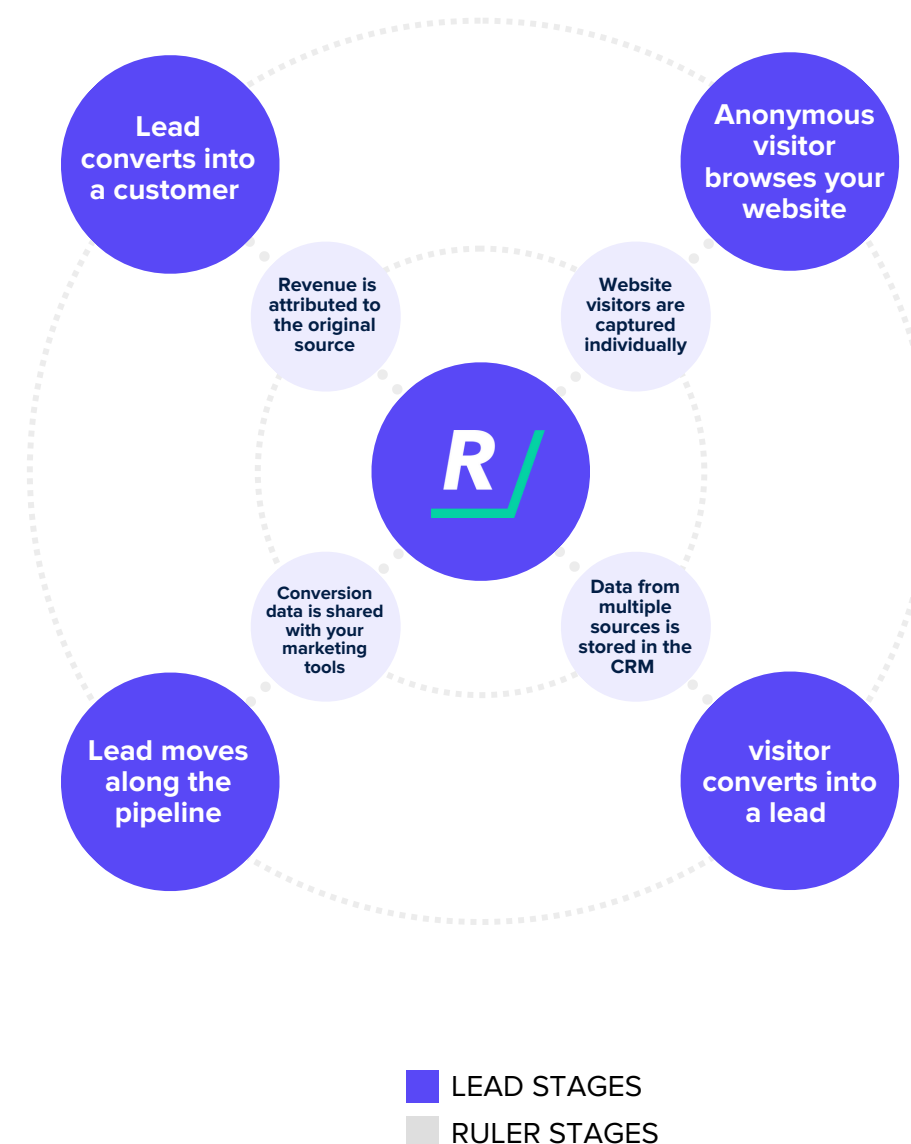 Lead
converts into
a customer
Anonymous
visitor
browses your
website
Revenue is
attributed to
the original
source
Website
visitors are
captured
individually
R
Conversion
data is shared
with your
marketing
tools
Data from
multiple
sources is
stored in the
CRM
Lead moves
along the
pipeline
visitor
converts into
a lead
LEAD STAGES
RULER STAGES